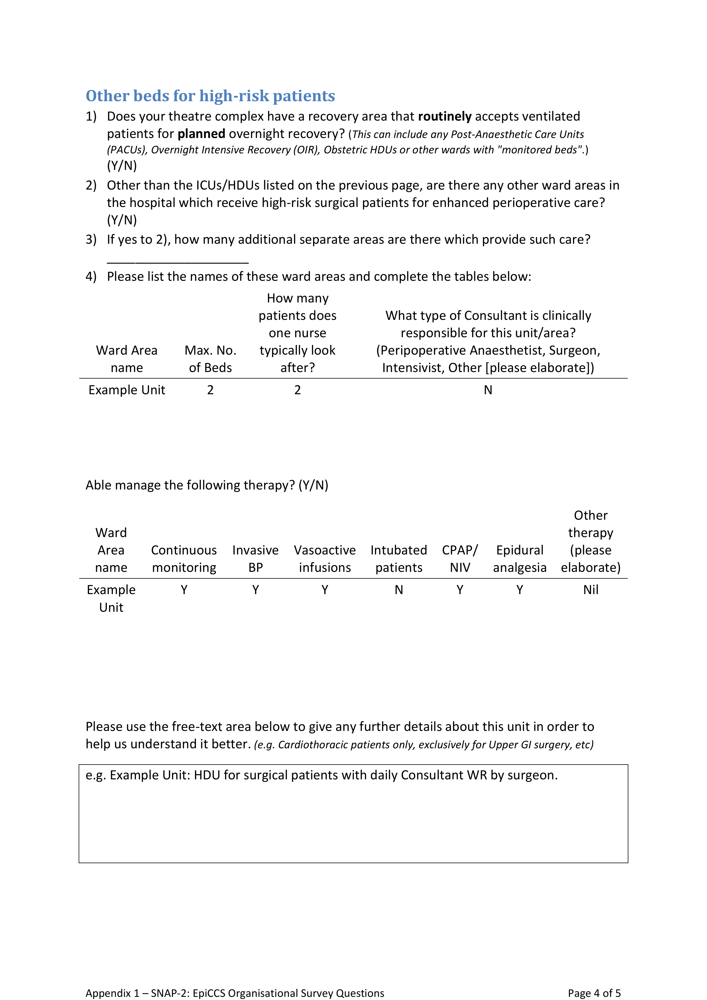 Other beds for high-risk patients
1) Does your theatre complex have a recovery area that routinely accepts ventilated
patients for planned overnight recovery? (This can include any Post-Anaesthetic Care Units
(PACUs), Overnight Intensive Recovery (OIR), Obstetric HDUs or other wards with "monitored beds".)
(Y/N)
2) Other than the ICUs/HDUs listed on the previous page, are there any other ward areas in
the hospital which receive high-risk surgical patients for enhanced perioperative care?
(Y/N)
3) If yes to 2), how many additional separate areas are there which provide such care?
____________________
4) Please list the names of these ward areas and complete the tables below:
How many
patients does What type of Consultant is clinically
one nurse responsible for this unit/area?
Ward Area Max. No. typically look (Peripoperative Anaesthetist, Surgeon,
name of Beds after? Intensivist, Other [please elaborate])
Example Unit 2 2 N
Able manage the following therapy? (Y/N)
Other
Ward therapy
Area Continuous Invasive Vasoactive Intubated CPAP/ Epidural (please
name monitoring BP infusions patients NIV analgesia elaborate)
Example Y Y Y N Y Y Nil
Unit
Please use the free-text area below to give any further details about this unit in order to
help us understand it better. (e.g. Cardiothoracic patients only, exclusively for Upper GI surgery, etc)
e.g. Example Unit: HDU for surgical patients with daily Consultant WR by surgeon.
Appendix 1 – SNAP-2: EpiCCS Organisational Survey Questions Page 4 of 5